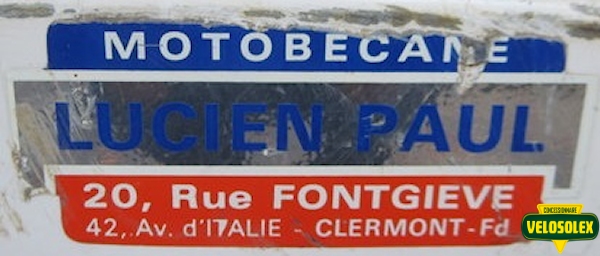 MOTOBECANE
LUCIEN PAUL
20, Rue FONTGIEVE
42, Av. d'ITALIE - CLERMONT-Fd
CONCESSIONNAIRE
VELOSOLEX